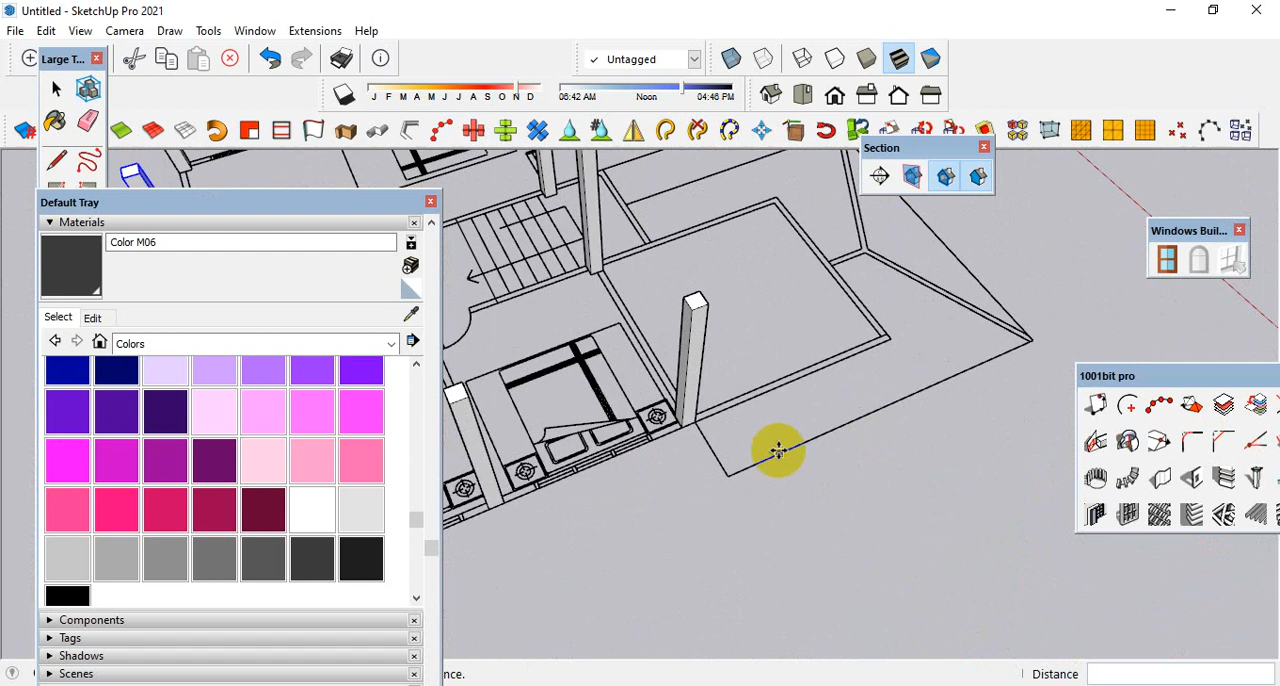 Untitled - SketchUp Pro 2021
File Edit View Camera Draw Tools Window Extensions Help
Large T...
Untagged
J F M A M J J A S O N D
06:42 AM Noon 04:46 PM
Section
Default Tray
Materials
Color M06
Windows Buil...
Select Edit
Colors
1001bit pro
Components
Tags
Shadows
Scenes
nce.
Distance